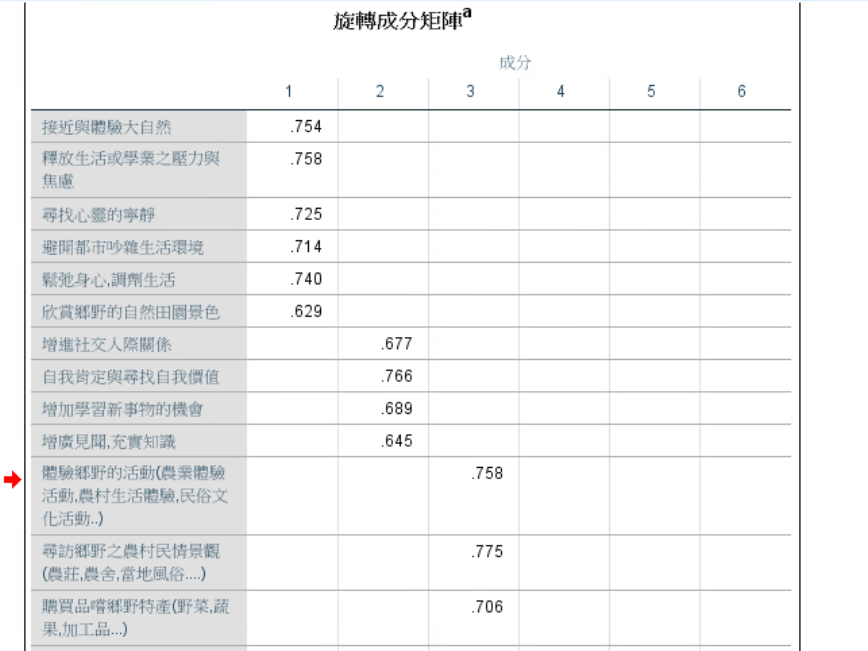 旋轉成分矩陣a
成分
1 2 3 4 5 6
接近與體驗大自然 .754
釋放生活或學業之壓力與 .758
焦慮
尋找心靈的寧靜 .725
避開都市吵雜生活環境 .714
鬆弛身心,調劑生活 .740
欣賞鄉野的自然田園景色 .629
增進社交人際關係 .677
自我肯定與尋找自我價值 .766
增加學習新事物的機會 .689
增廣見聞,充實知識 .645
體驗鄉野的活動(農業體驗 .758
活動,農村生活體驗,民俗文
化活動..)
尋訪鄉野之農村民情景觀 .775
(農莊,農舍,當地風俗....)
購買品嚐鄉野特產(野菜,蔬 .706
果,加工品...)